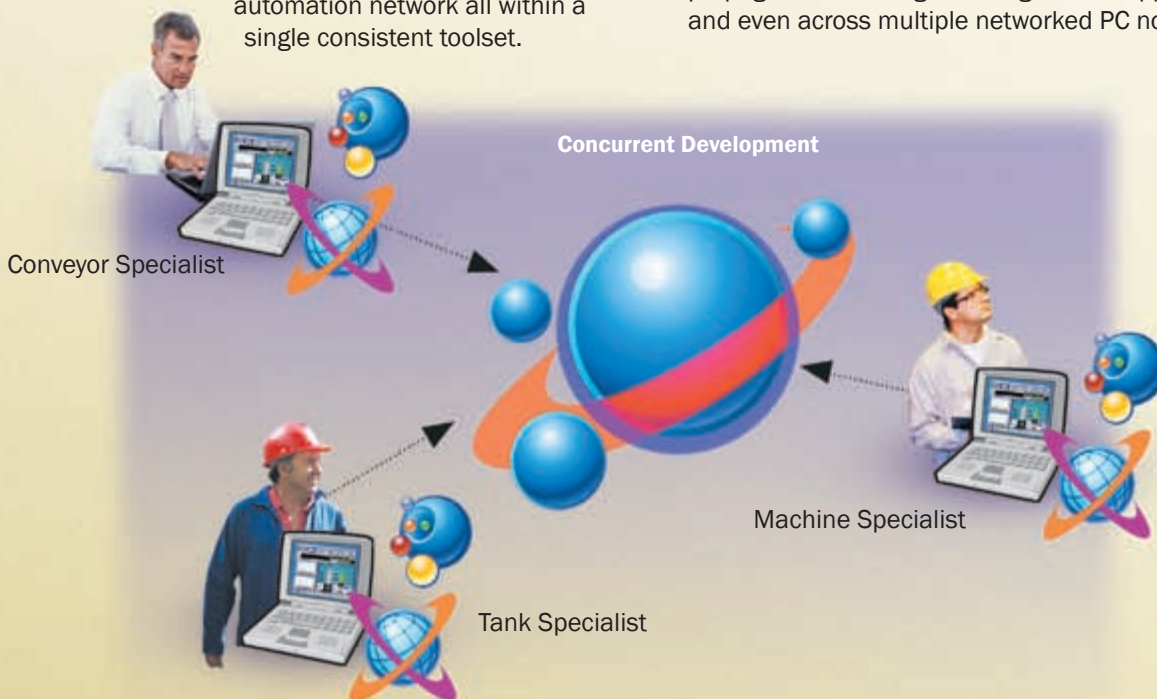 automation network all within a
single consistent toolset.
and even across multiple networked PC
Concurrent Development
Conveyor Specialist
Machine Specialist
Tank Specialist